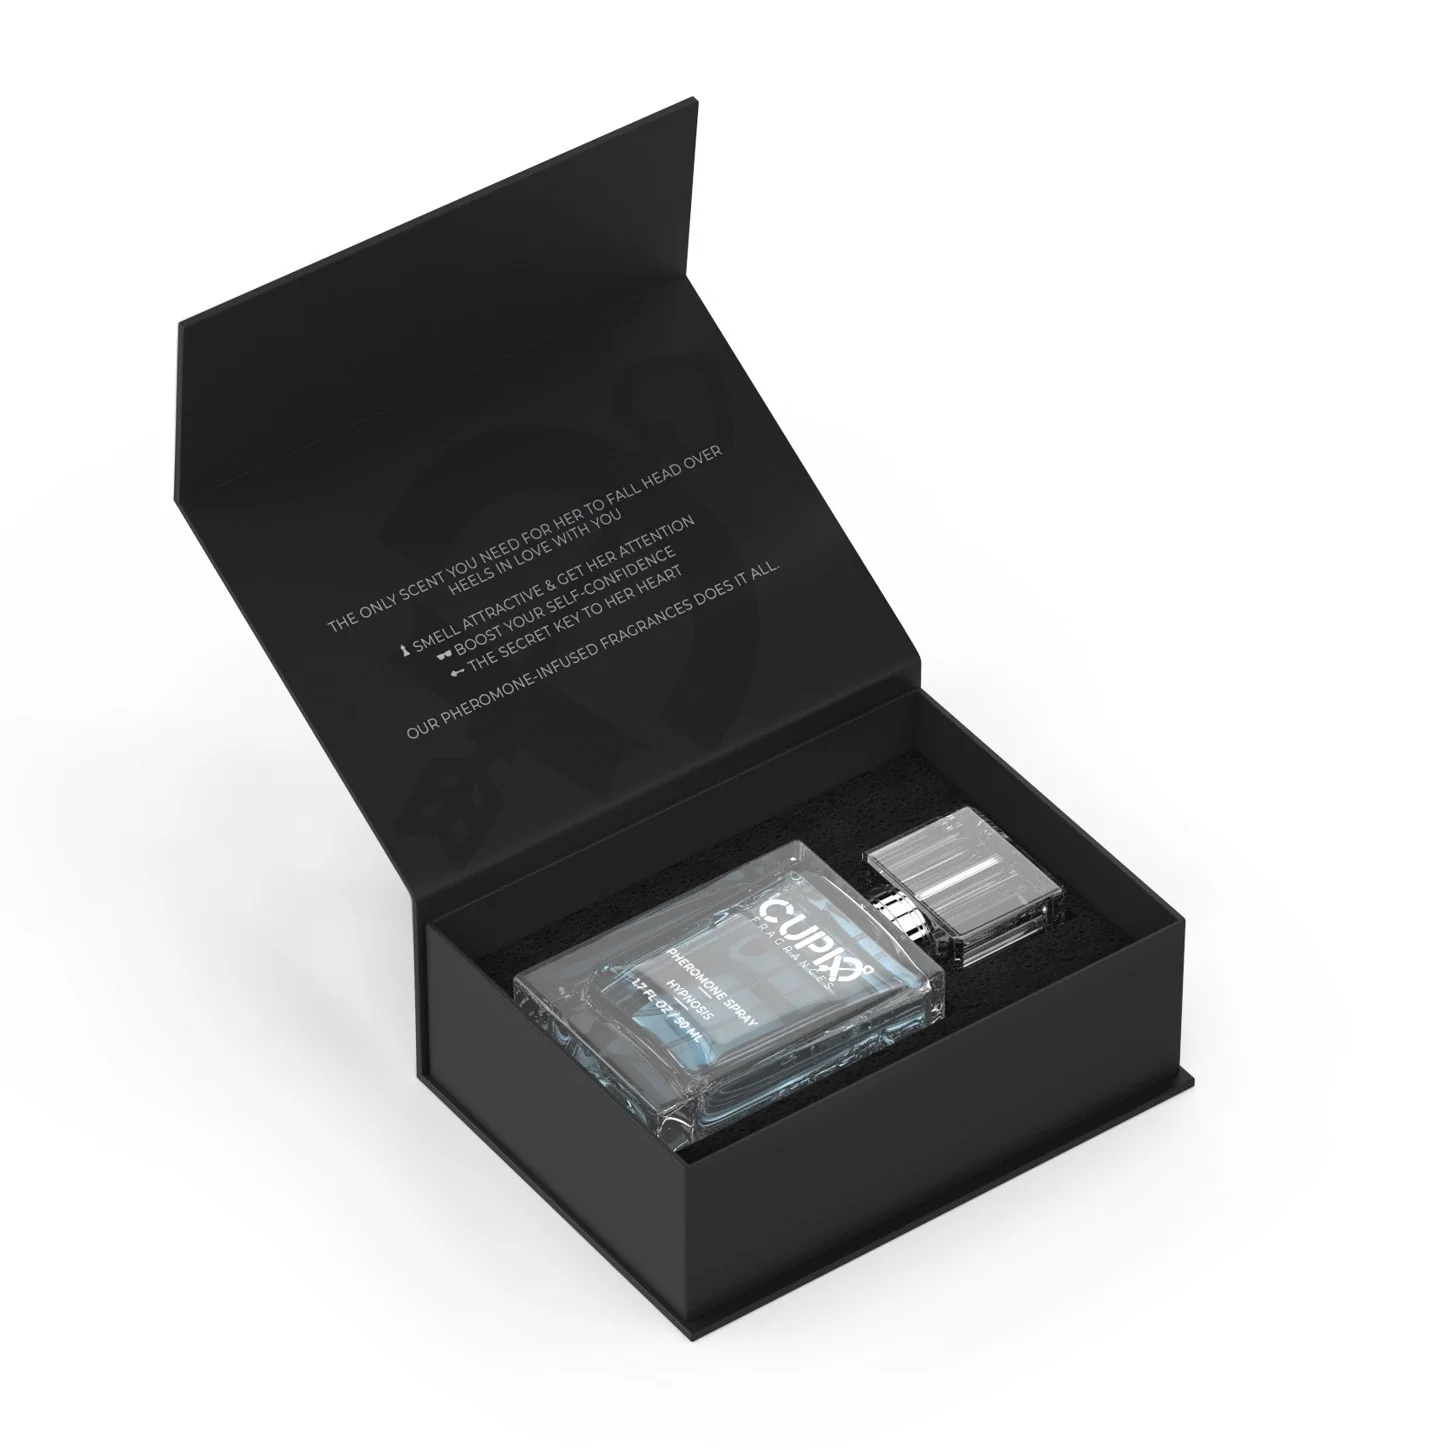 THE ONLY SCENT YOU NEED FOR HER TO FALL HEAD OVER
HEELS IN LOVE WITH YOU
SMELL ATTRACTIVE & GET HER ATTENTION
BOOST YOUR SELF-CONFIDENCE
THE SECRET KEY TO HER HEART
OUR PHEROMONE-INFUSED FRAGRANCES DOES IT ALL.
CUPID
FRAGRANCES
PHEROMONE SPRAY
HYPNOSIS
1.7 FL OZ / 50 ML